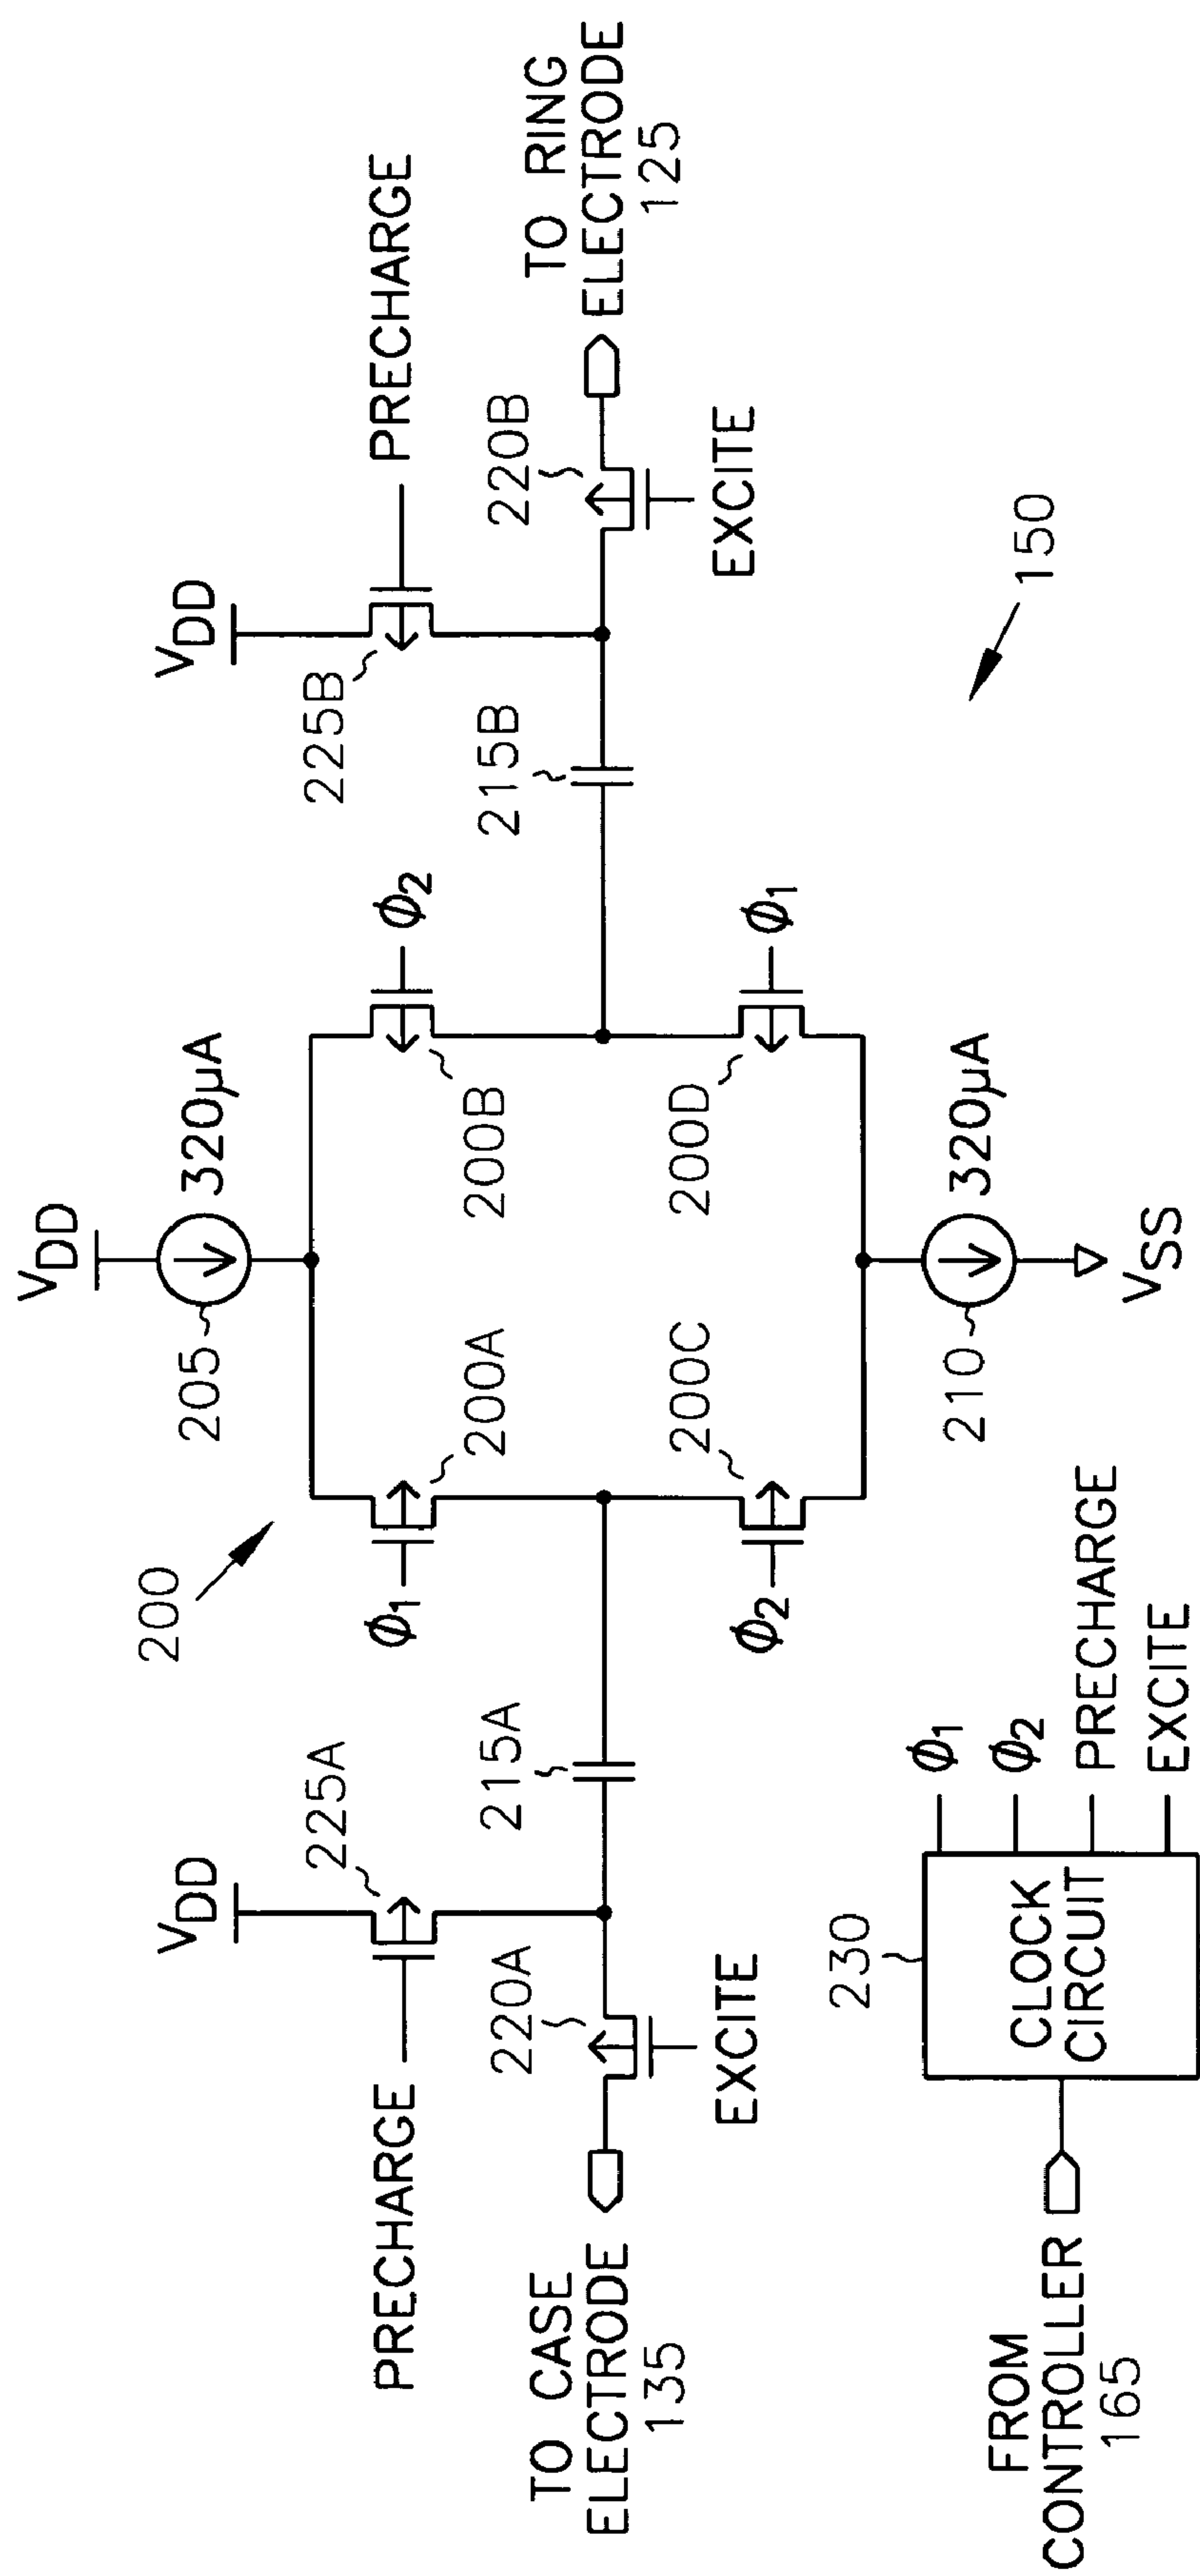 V_DD
205
320µA
200
V_DD
PRECHARGE
225A
ϕ1
200A
ϕ2
200B
V_DD
225B
PRECHARGE
TO CASE
ELECTRODE
135
220A
EXCITE
215A
215B
220B
EXCITE
TO RING
ELECTRODE
125
ϕ2
200C
ϕ1
200D
210
320µA
V_SS
150
FROM
CONTROLLER
165
230
CLOCK
CIRCUIT
ϕ1
ϕ2
PRECHARGE
EXCITE